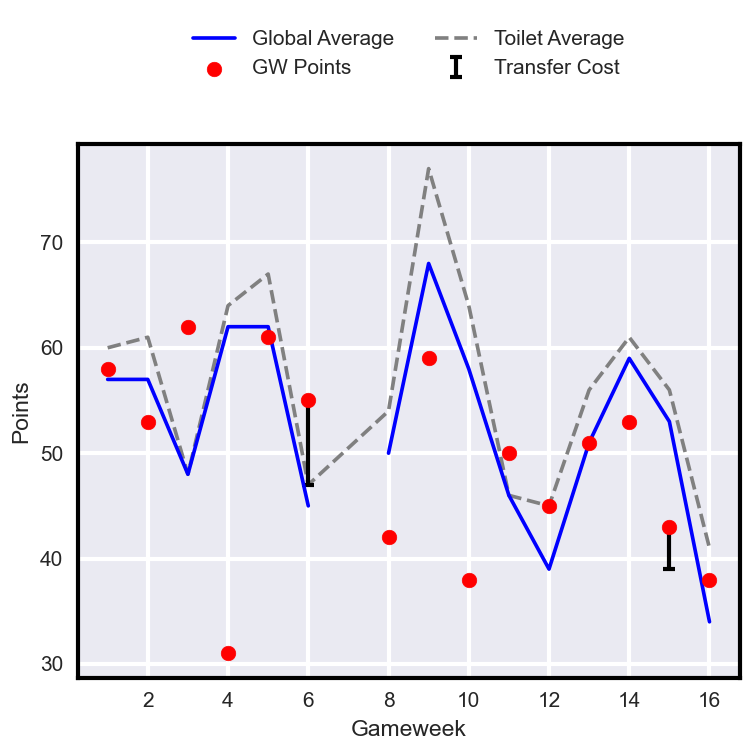 Global Average
Toilet Average
GW Points
Transfer Cost
70
60
50
40
30
Points
2 4 6 8 10 12 14 16
Gameweek